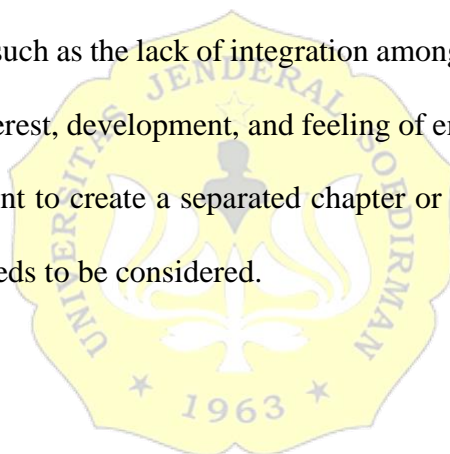 such as the lack of integration among
erest, development, and feeling of en
nt to create a separated chapter or
eds to be considered.
UNIVERSITAS JENDERAL SOEDIRMAN
1963